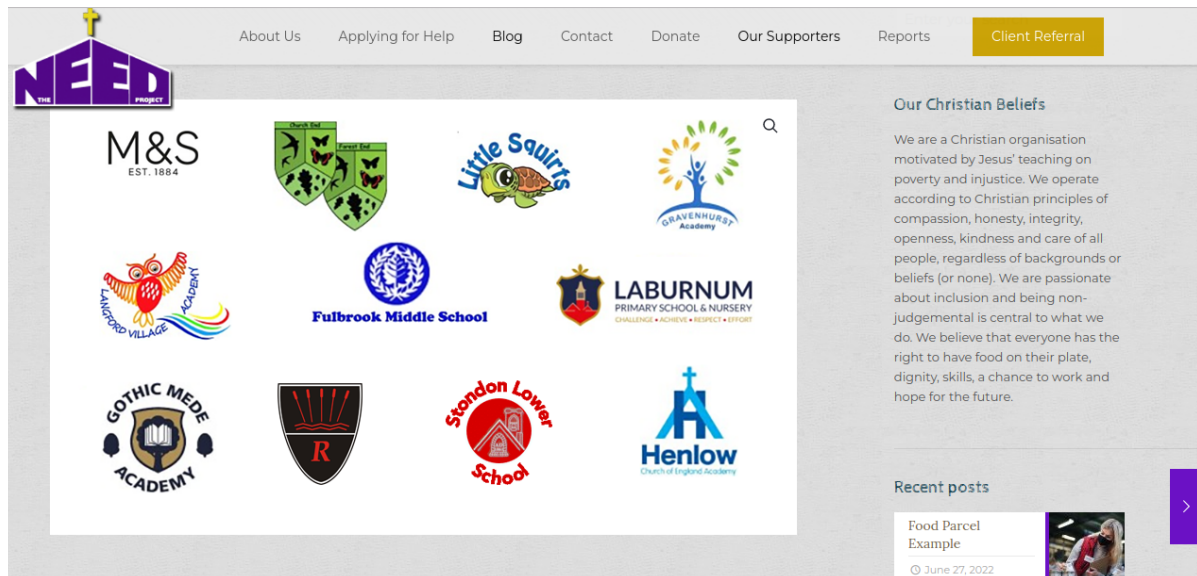 THE NEED PROJECT
About Us
Applying for Help
Blog
Contact
Donate
Our Supporters
Reports
Client Referral
M&S
EST. 1884
Church End
Forest End
Little Squirts
GRAVENHURST
Academy
LANGFORD VILLAGE ACADEMY
Fulbrook Middle School
LABURNUM
PRIMARY SCHOOL & NURSERY
CHALLENGE • ACHIEVE • RESPECT • EFFORT
GOTHIC MEDE
ACADEMY
R
Stondon Lower
School
Henlow
Church of England Academy
Our Christian Beliefs
We are a Christian organisation
motivated by Jesus' teaching on
poverty and injustice. We operate
according to Christian principles of
compassion, honesty, integrity,
openness, kindness and care of all
people, regardless of backgrounds or
beliefs (or none). We are passionate
about inclusion and being non-
judgemental is central to what we
do. We believe that everyone has the
right to have food on their plate,
dignity, skills, a chance to work and
hope for the future.
Recent posts
Food Parcel
Example
June 27, 2022